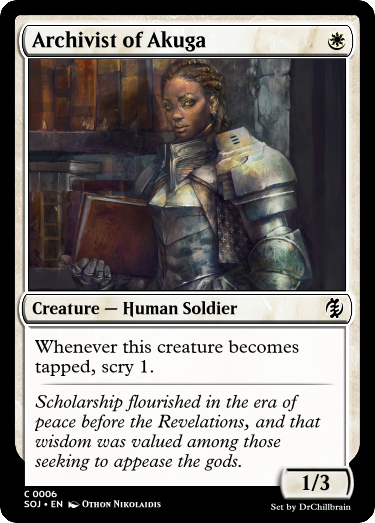 Archivist of Akuga
Creature — Human Soldier
Whenever this creature becomes
tapped, scry 1.
Scholarship flourished in the era of
peace before the Revelations, and that
wisdom was valued among those
seeking to appease the gods.
1/3
C 0006
SOJ • EN Othon Nikolaidis
Set by DrChillbrain